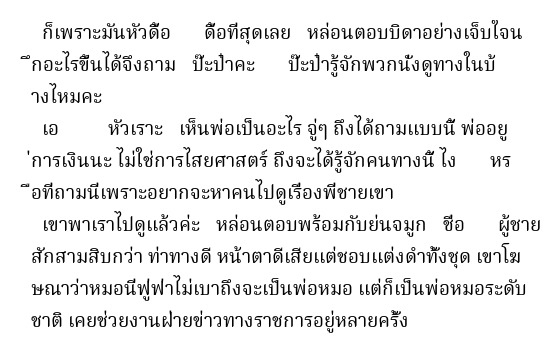 ก็เพราะมันหัวดื้อ ดื้อที่สุดเลย หล่อนตอบบิดาอย่างเจ็บใจน
ึกอะไรขึ้นได้จึงถาม ป๊ะป๋าคะ ป๊ะป๋ารู้จักพวกนั่งดูทางในบ้
างไหมคะ
เอ หัวเราะ เห็นพ่อเป็นอะไร จู่ๆ ถึงได้ถามแบบนี้ พ่ออยู
่การเงินนะ ไม่ใช่การไสยศาสตร์ ถึงจะได้รู้จักคนทางนี้ ไง หร
ือที่ถามนี่เพราะอยากจะหาคนไปดูเรื่องพี่ชายเขา
เขาพาเราไปดูแล้วค่ะ หล่อนตอบพร้อมกับย่นจมูก ชื่อ ผู้ชาย
สักสามสิบกว่า ท่าทางดี หน้าตาดีเสียแต่ชอบแต่งดำทั้งชุด เขาโฆ
ษณาว่าหมอนี่ฟู่ฟ่าไม่เบาถึงจะเป็นพ่อหมอ แต่ก็เป็นพ่อหมอระดับ
ชาติ เคยช่วยงานฝ่ายข่าวทางราชการอยู่หลายครั้ง